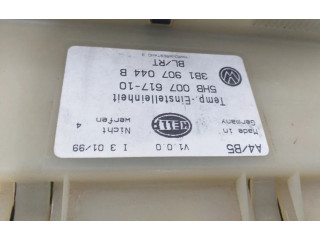 A4/B5 I 3 01/99
Made in Germany V1.0.0 Nicht werfen 4
HELLA
Temp.-Einstelleinheit
5HB 007 617-10
3B1 907 044 B
BL/RT